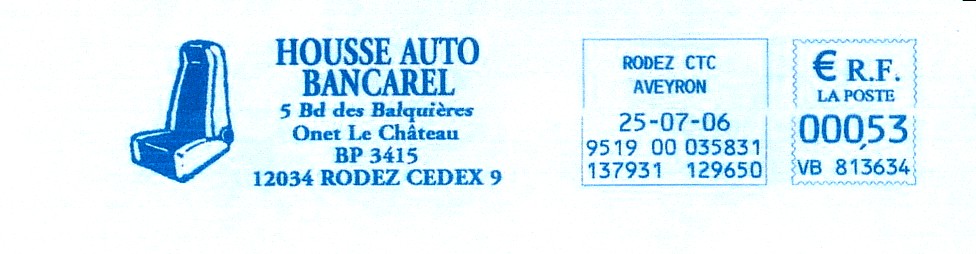 HOUSSE AUTO
BANCAREL
5 Bd des Balquières
Onet Le Château
BP 3415
12034 RODEZ CEDEX 9
RODEZ CTC
AVEYRON
25-07-06
9519 00 035831
137931 129650
€ R.F.
LA POSTE
000,53
VB 813634